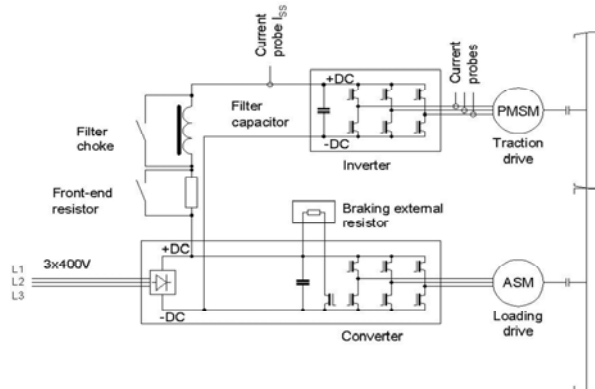 Current
probe ISS
+DC
Filter
capacitor
-DC
Inverter
Current
probes
PMSM
Traction
drive
Filter
choke
Front-end
resistor
Braking external
resistor
+DC
3x400V
L1
L2
L3
-DC
Converter
ASM
Loading
drive